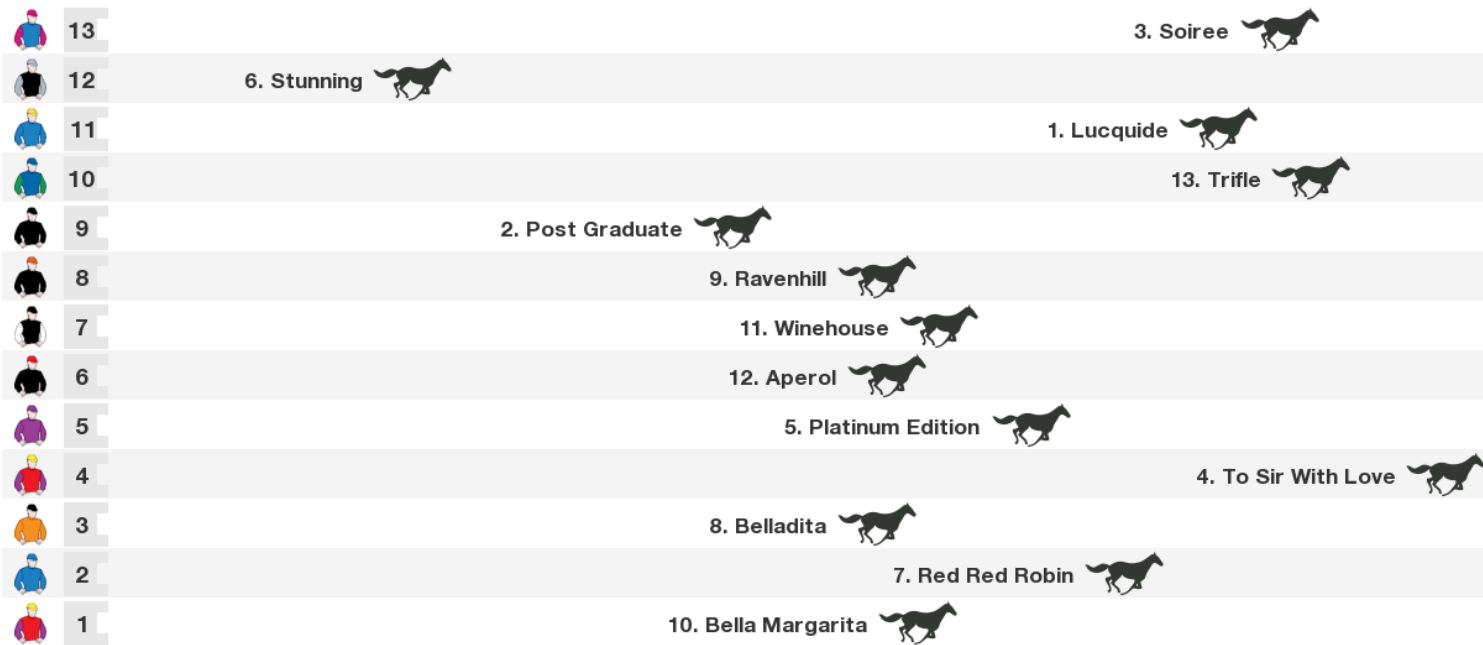 13 3. Soiree
12 6. Stunning
11 1. Lucquide
10 13. Trifle
9 2. Post Graduate
8 9. Ravenhill
7 11. Winehouse
6 12. Aperol
5 5. Platinum Edition
4 4. To Sir With Love
3 8. Belladita
2 7. Red Red Robin
1 10. Bella Margarita